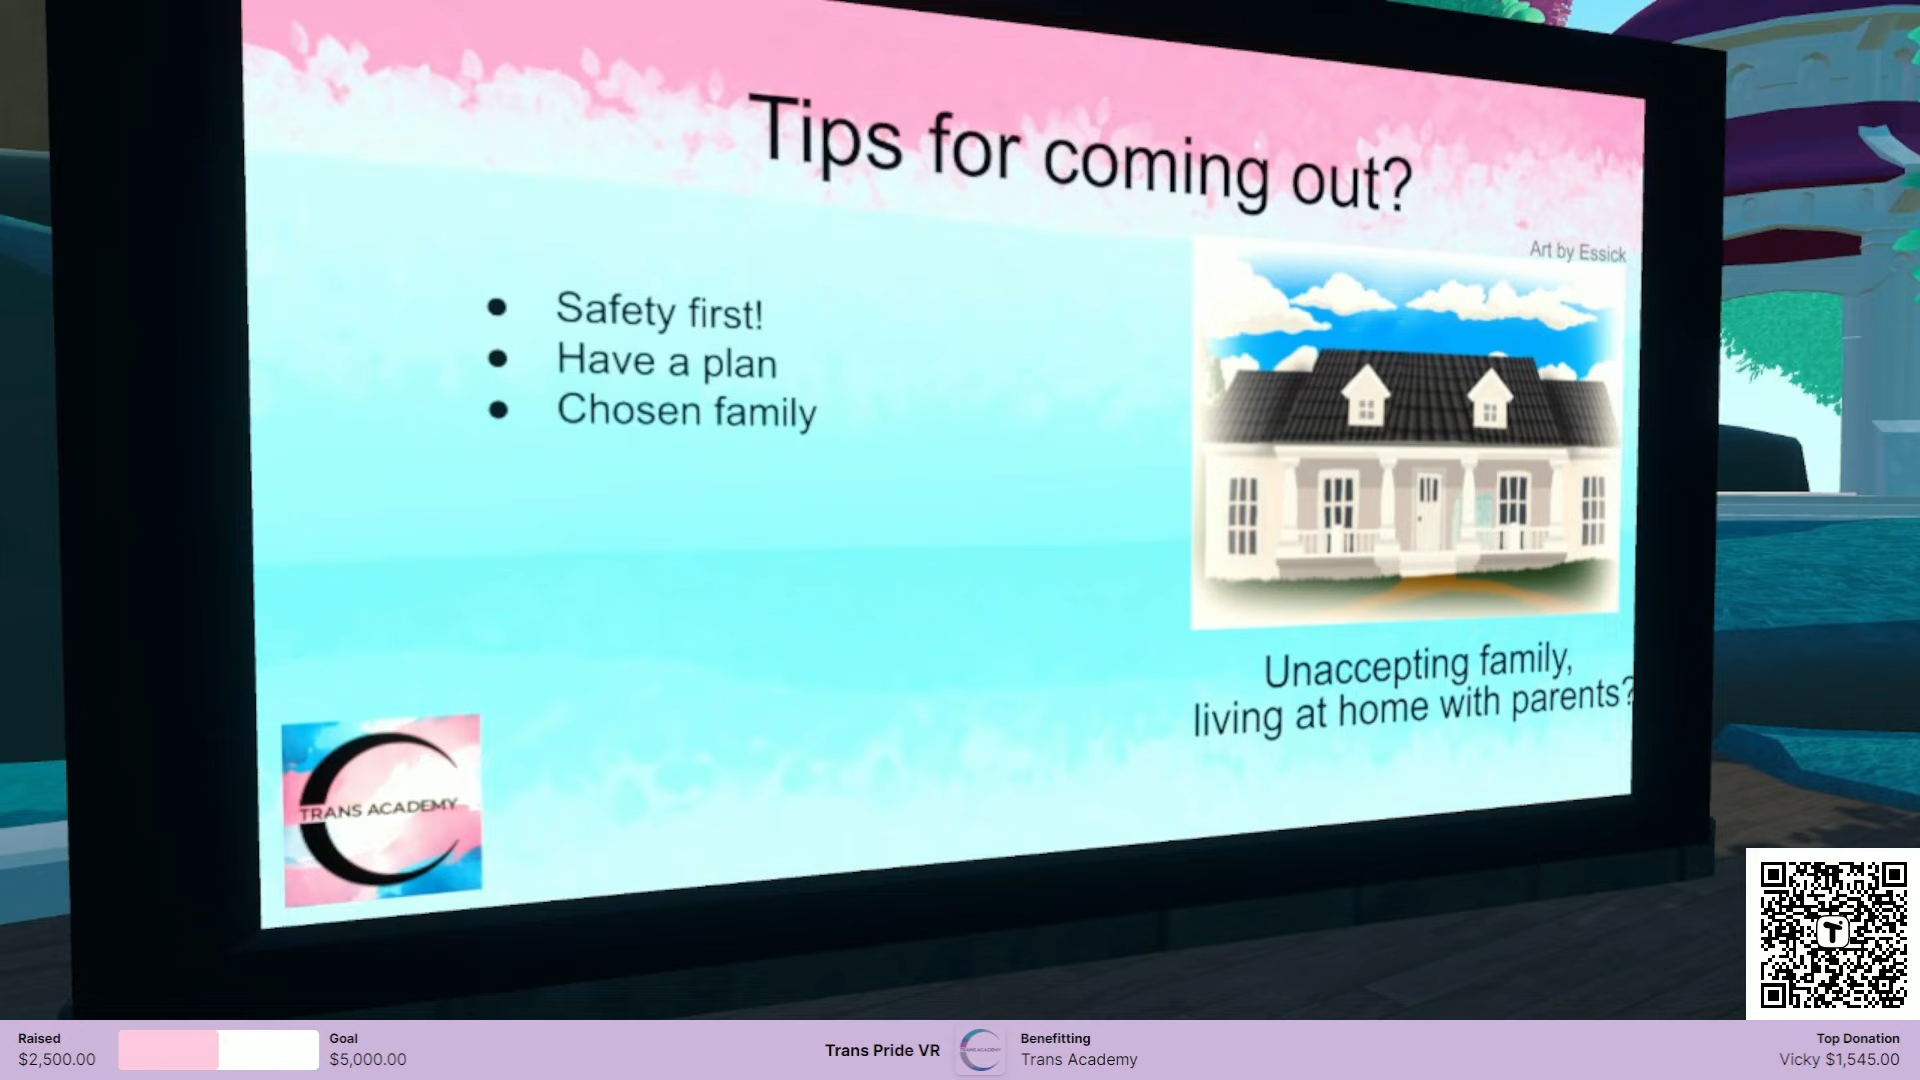 Tips for coming out?
Art by Essick
● Safety first!
● Have a plan
● Chosen family
Unaccepting family,
living at home with parents?
TRANS ACADEMY
Raised
$2,500.00
Goal
$5,000.00
Trans Pride VR
TRANS ACADEMY
Benefitting
Trans Academy
Top Donation
Vicky $1,545.00